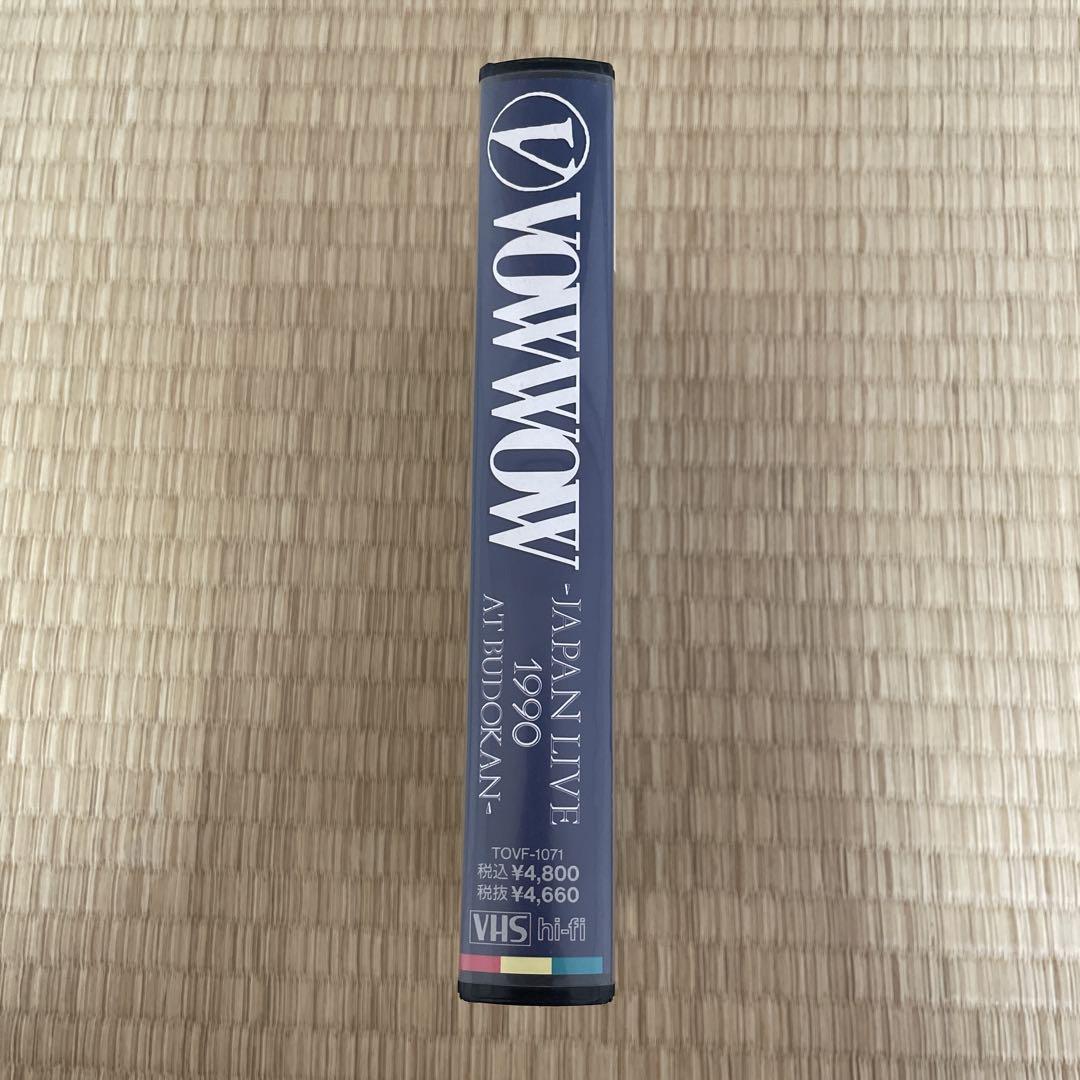 V
VOWWOW
-JAPAN LIVE
1990
AT BUDOKAN-
TOVF-1071
税込 ¥4,800
税抜 ¥4,660
VHS hi-fi